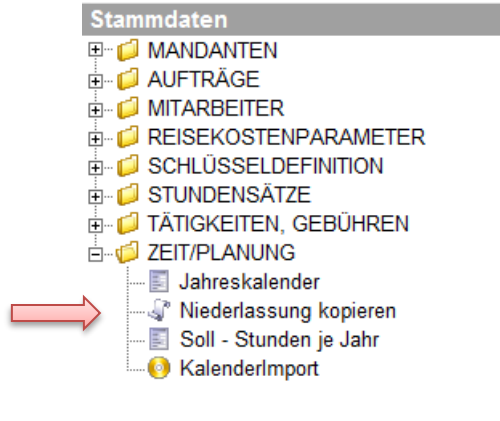 Stammdaten
MANDANTEN
AUFTRÄGE
MITARBEITER
REISEKOSTENPARAMETER
SCHLÜSSELDEFINITION
STUNDENSÄTZE
TÄTIGKEITEN, GEBÜHREN
ZEIT/PLANUNG
Jahreskalender
Niederlassung kopieren
Soll - Stunden je Jahr
KalenderImport